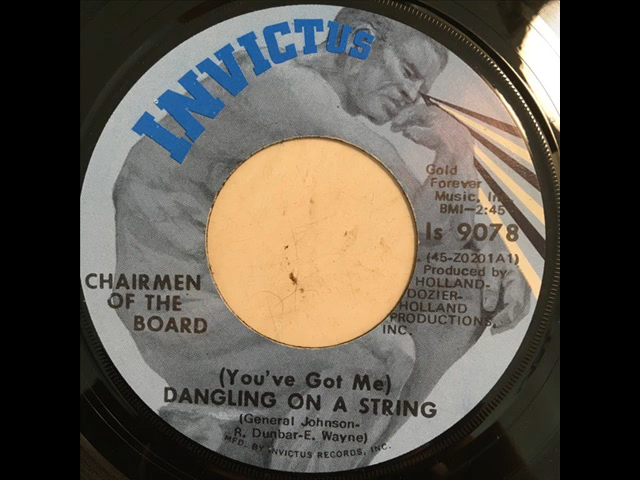 INVICTUS
Gold
Forever
Music, Inc.
BMI-2:45
Is 9078
(45-Z0201A1)
Produced by
HOLLAND-
DOZIER-
HOLLAND
PRODUCTIONS,
INC.
CHAIRMEN
OF THE
BOARD
(You've Got Me)
DANGLING ON A STRING
(General Johnson-
R. Dunbar-E. Wayne)
MFD. BY INVICTUS RECORDS, INC.